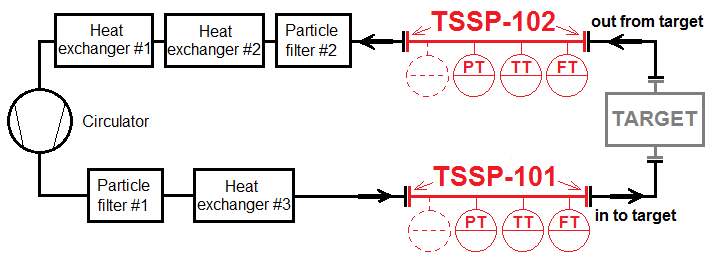 TSSP-102
out from target
Heat
exchanger #1
Heat
exchanger #2
Particle
filter #2
PT
TT
FT
Circulator
TARGET
TSSP-101
Particle
filter #1
Heat
exchanger #3
in to target
PT
TT
FT